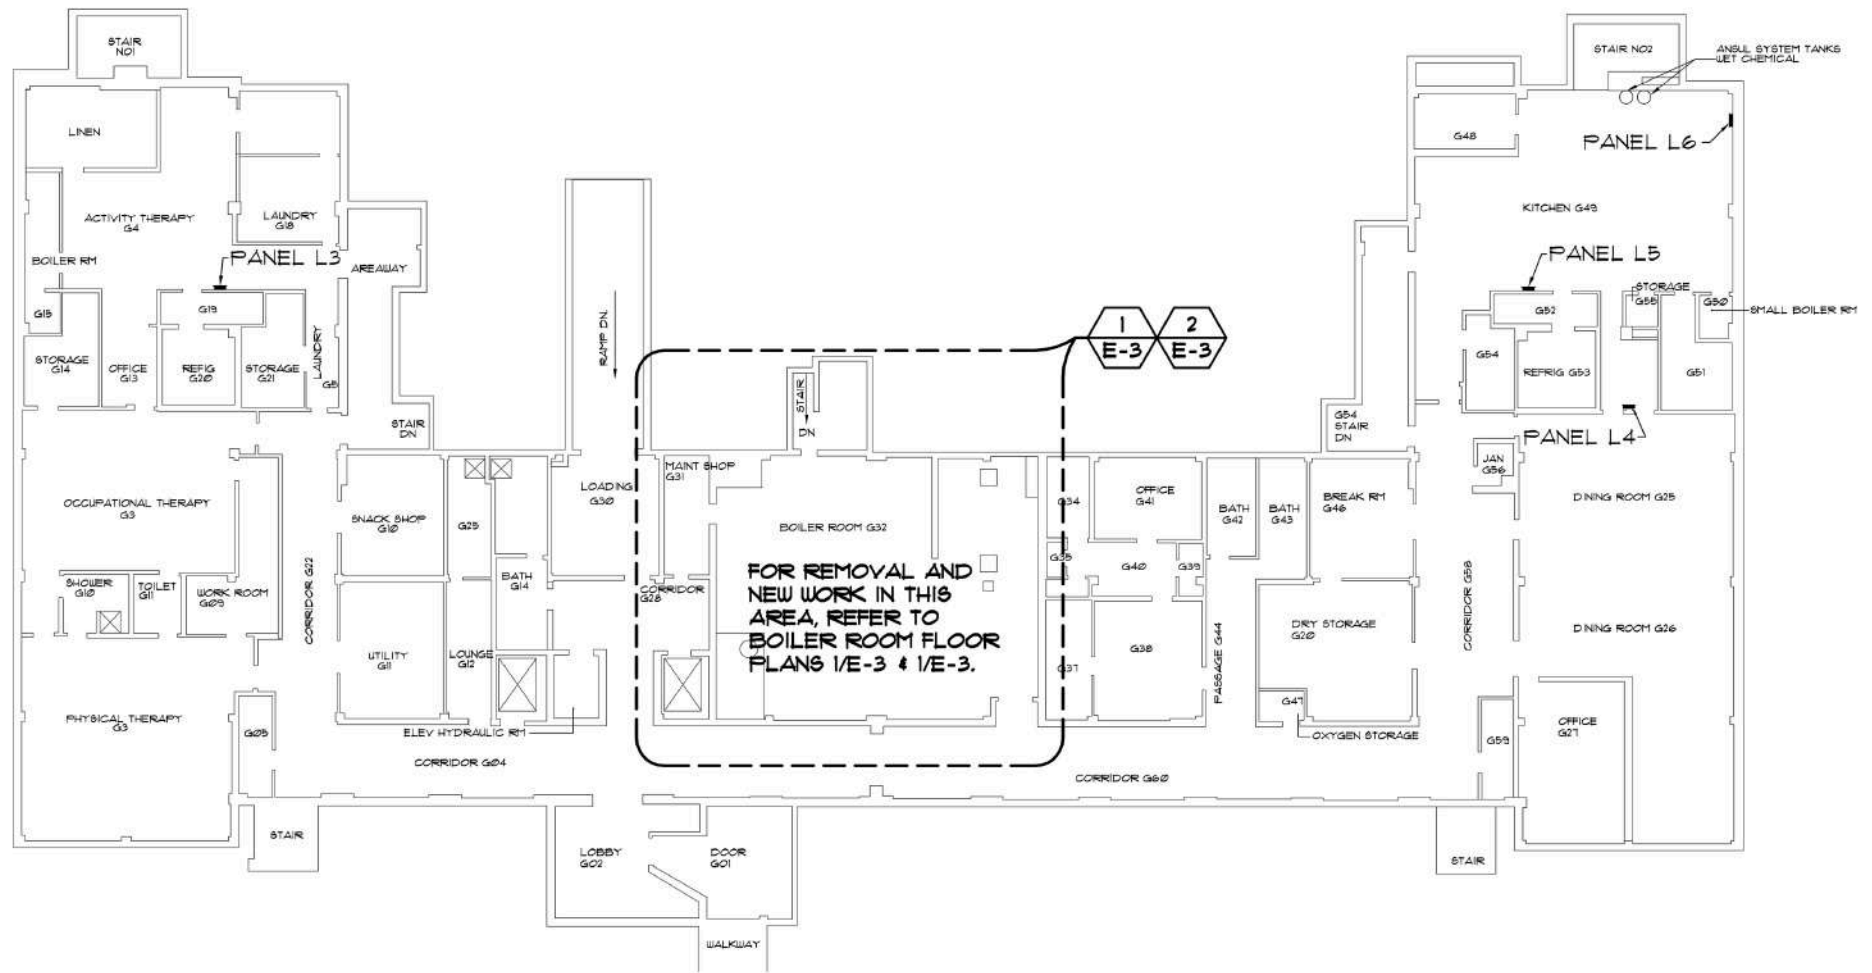 STAIR
NO1
LINEN
ACTIVITY THERAPY
G4
LAUNDRY
G18
BOILER RM
PANEL L3
AREAWAY
G15
G19
STORAGE
G14
OFFICE
G13
REFIG
G20
STORAGE
G21
LAUNDRY
G5
STAIR
DN
RAMP DN.
OCCUPATIONAL THERAPY
G3
SHOWER
G10
TOILET
G11
WORK ROOM
G09
CORRIDOR G22
SNACK SHOP
G10
G25
BATH
G14
UTILITY
G11
LOUNGE
G12
LOADING
G30
CORRIDOR
G28
PHYSICAL THERAPY
G3
G05
ELEV HYDRAULIC RM
CORRIDOR G04
STAIR
LOBBY
G02
DOOR
G01
WALKWAY
STAIR
DN
MAINT SHOP
G31
BOILER ROOM G32
FOR REMOVAL AND
NEW WORK IN THIS
AREA, REFER TO
BOILER ROOM FLOOR
PLANS 1/E-3 & 1/E-3.
1
E-3
2
E-3
G34
G35
G37
OFFICE
G41
G40
G39
G38
BATH
G42
BATH
G43
BREAK RM
G46
PASSAGE G44
DRY STORAGE
G20
G47
OXYGEN STORAGE
CORRIDOR G60
CORRIDOR G58
STAIR NO2
ANSUL SYSTEM TANKS
WET CHEMICAL
G48
PANEL L6
KITCHEN G49
PANEL L5
STORAGE
G55
G50
SMALL BOILER RM
G52
G54
REFRIG G53
G51
G54
STAIR
DN
PANEL L4
JAN
G56
DINING ROOM G25
DINING ROOM G26
G59
OFFICE
G27
STAIR